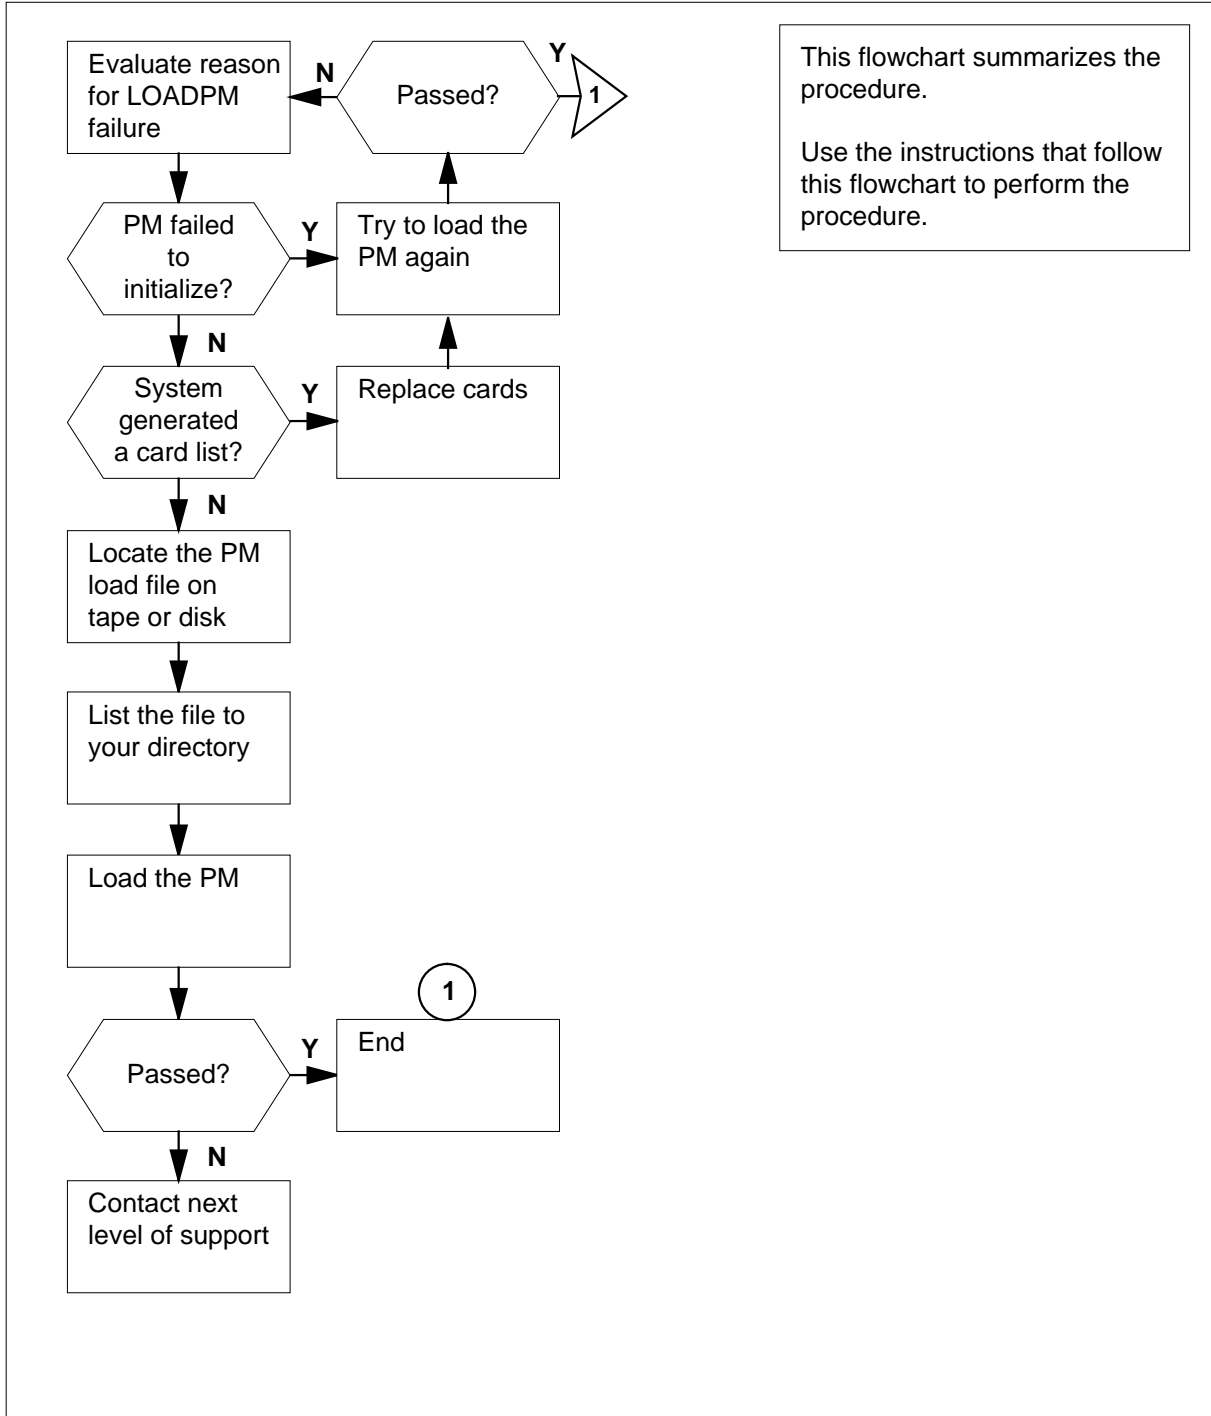 Evaluate reason
for LOADPM
failure
N
Passed?
Y
1
This flowchart summarizes the
procedure.
Use the instructions that follow
this flowchart to perform the
procedure.
PM failed
to
initialize?
Y
Try to load the
PM again
N
System
generated
a card list?
Y
Replace cards
N
Locate the PM
load file on
tape or disk
List the file to
your directory
Load the PM
1
Passed?
Y
End
N
Contact next
level of support